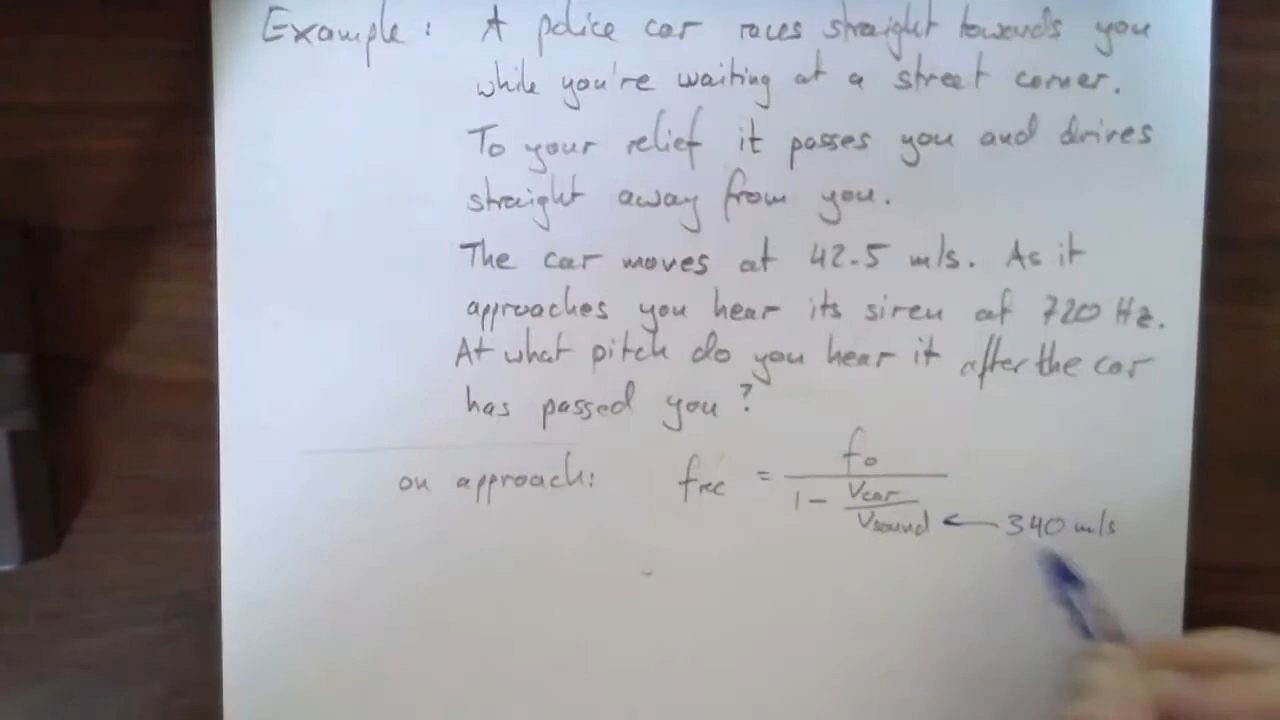 Example: A police car races straight towards you
while you're waiting at a street corner.
To your relief it passes you and drives
straight away from you.
The car moves at 42.5 m/s. As it
approaches you hear its siren at 720 Hz.
At what pitch do you hear it after the car
has passed you?
on approach: frec = fo / (1 - vcar / vsound) ← 340 m/s